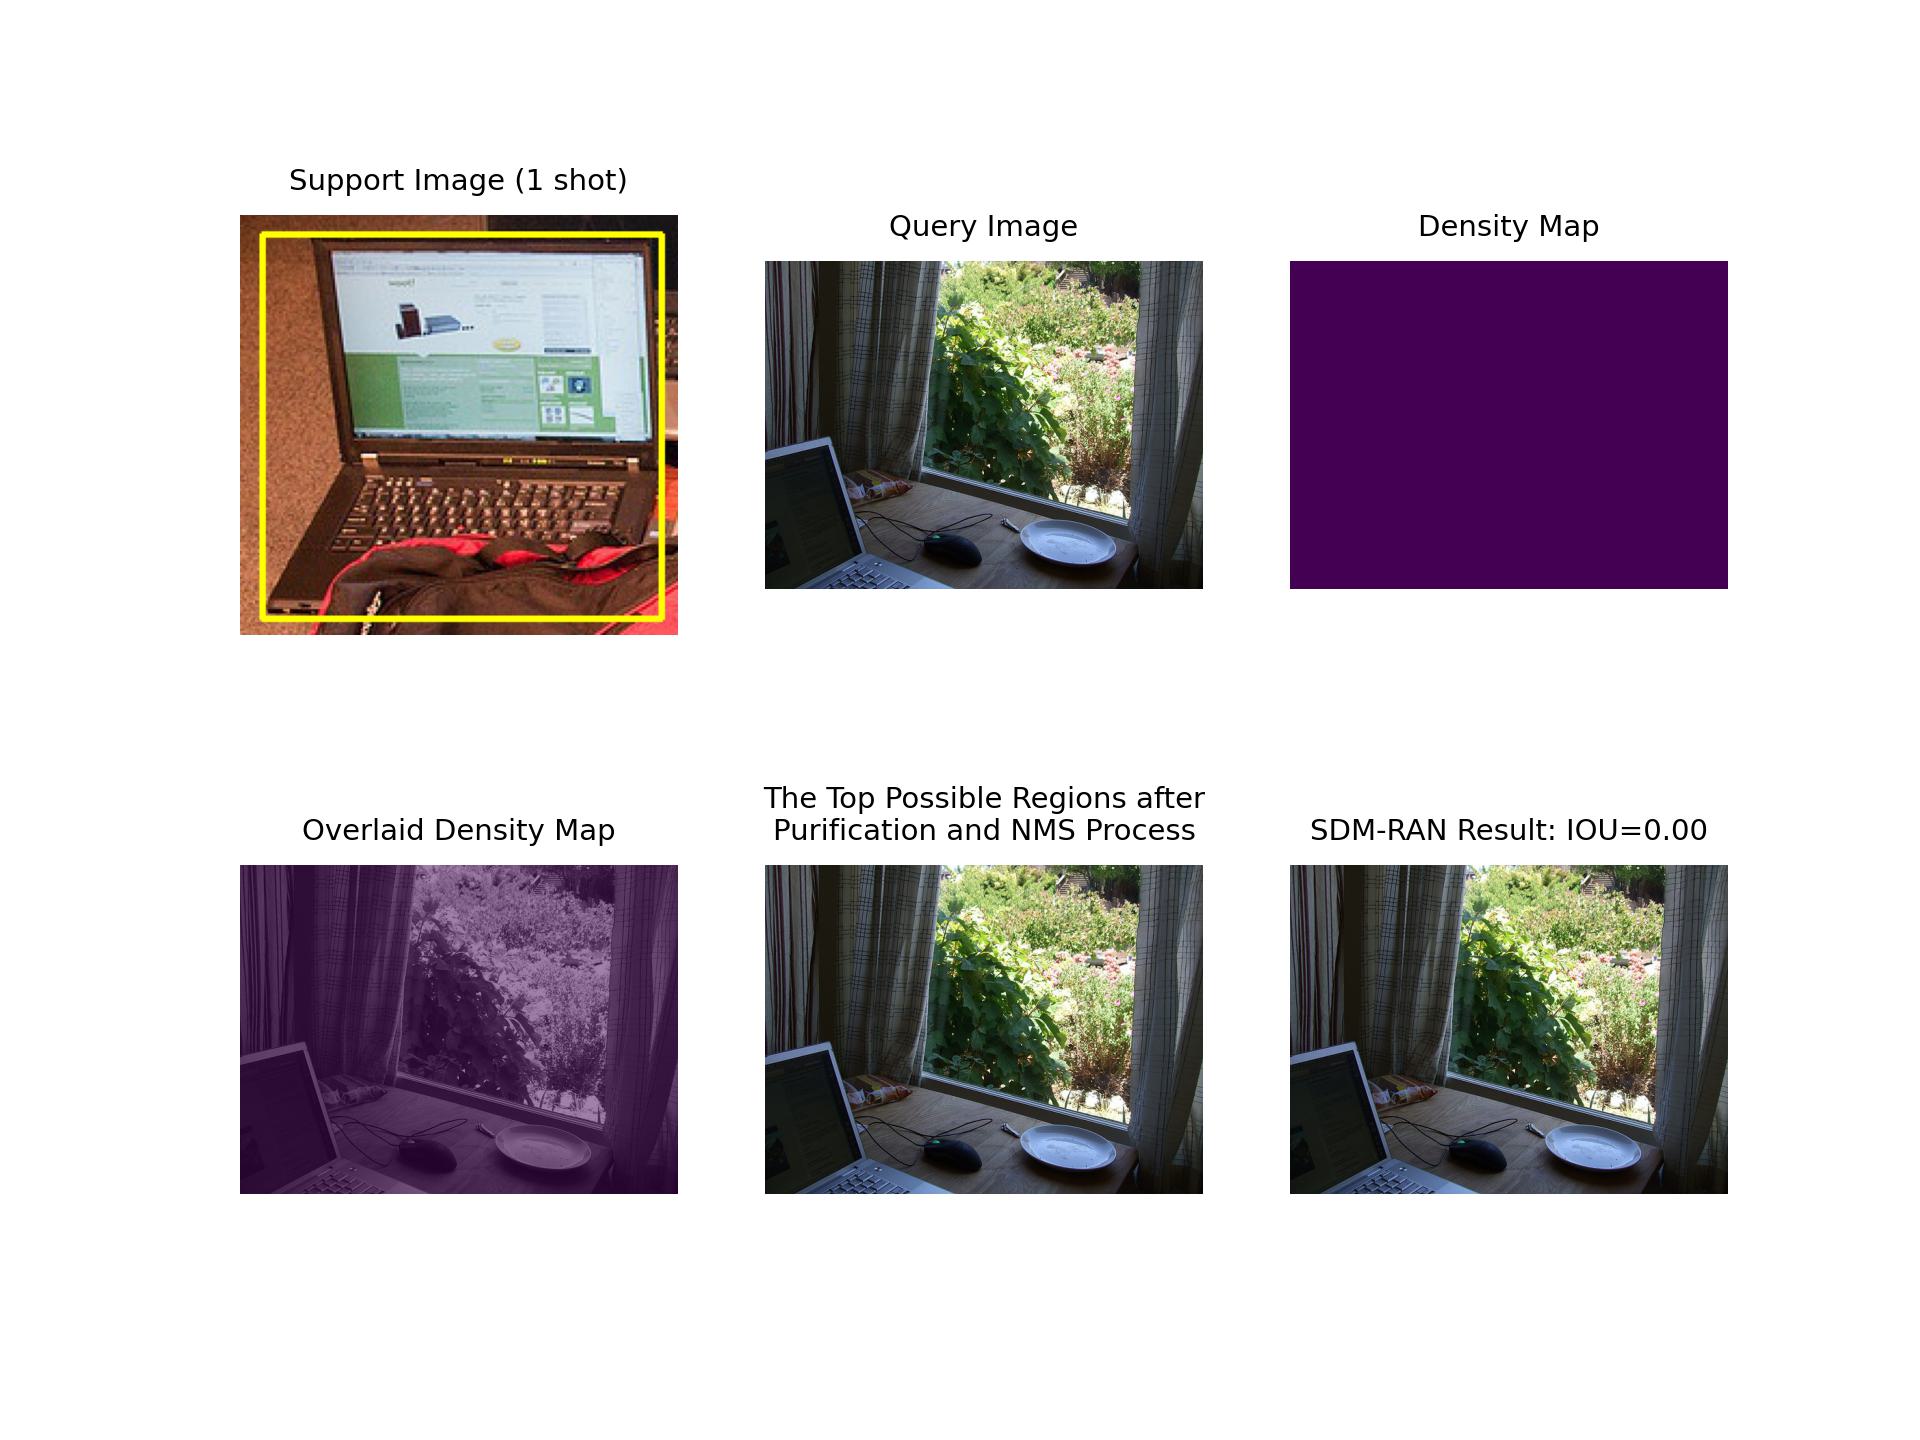 Support Image (1 shot)
Query Image
Density Map
Overlaid Density Map
The Top Possible Regions after
Purification and NMS Process
SDM-RAN Result: IOU=0.00